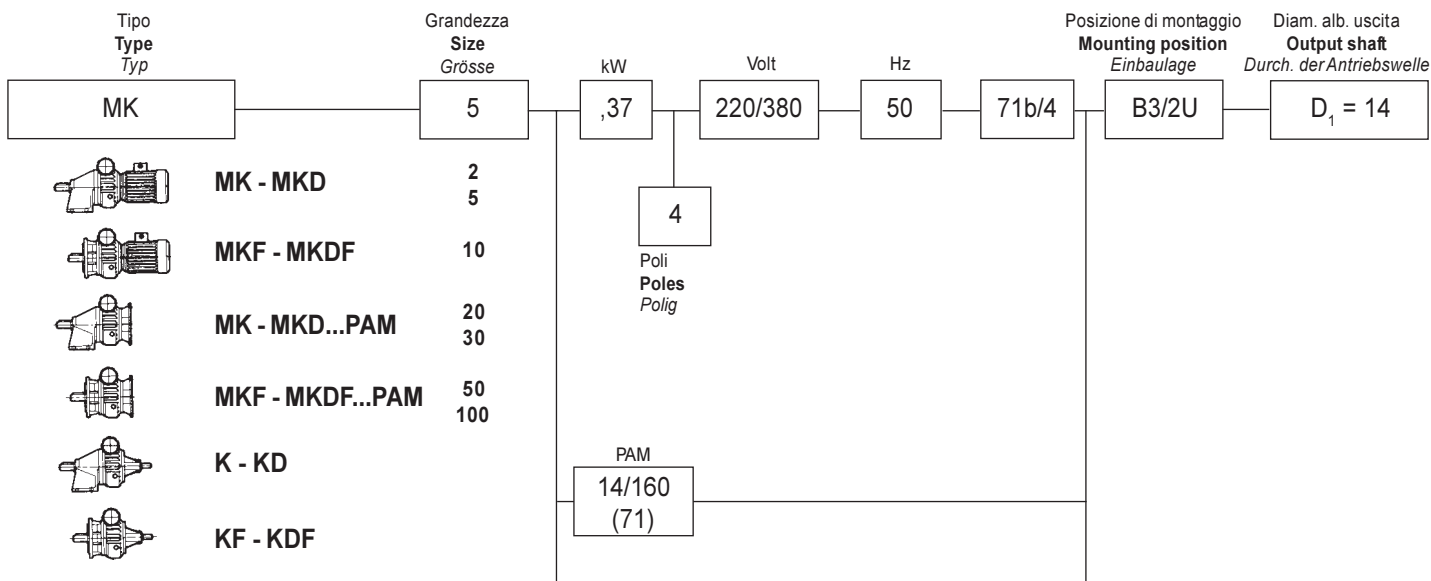 Tipo
Type
Typ
Grandezza
Size
Grösse
kW
Volt
Hz
Posizione di montaggio
Mounting position
Einbaulage
Diam. alb. uscita
Output shaft
Durch. der Antriebswelle
MK
5
,37
220/380
50
71b/4
B3/2U
D1 = 14
4
Poli
Poles
Polig
MK - MKD
2
5
MKF - MKDF
10
MK - MKD...PAM
20
30
MKF - MKDF...PAM
50
100
K - KD
KF - KDF
PAM
14/160
(71)